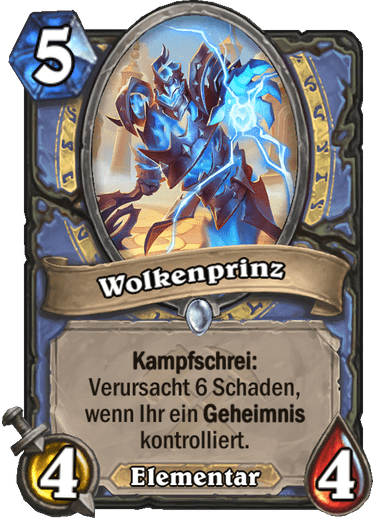 5
Wolkenprinz
Kampfschrei:
Verursacht 6 Schaden,
wenn Ihr ein Geheimnis
kontrolliert.
4
Elementar
4